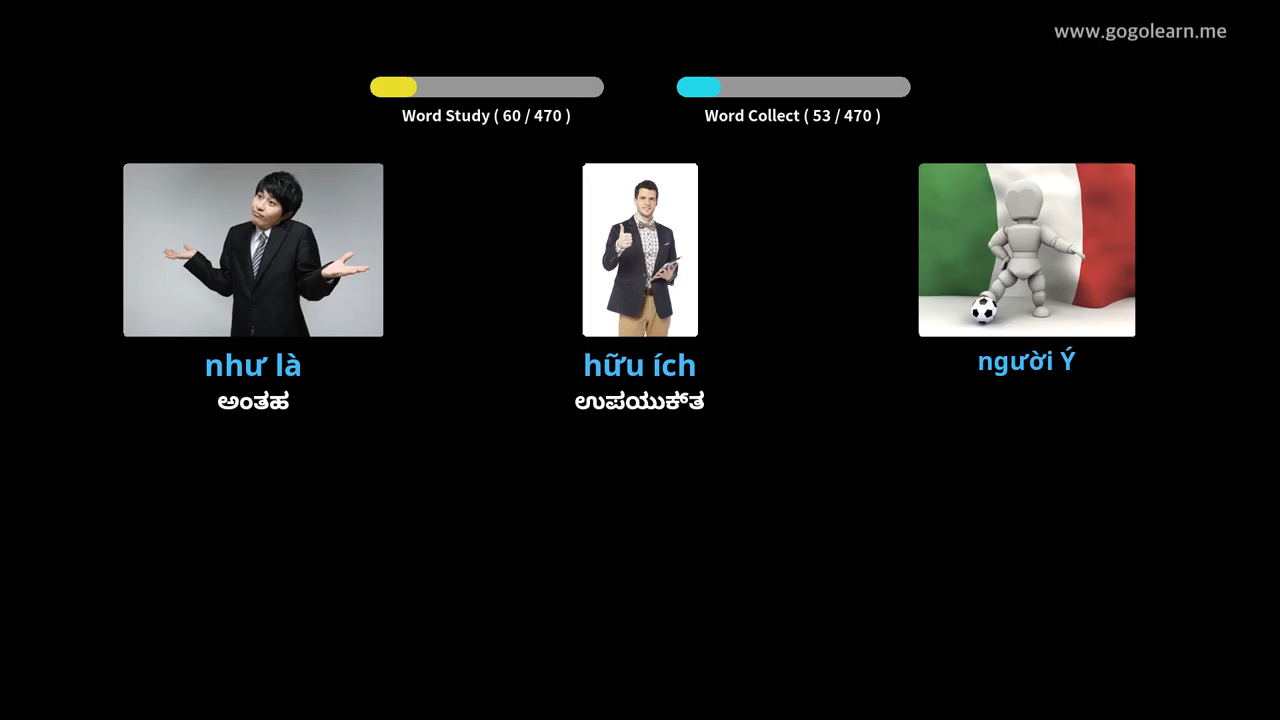 www.gogolearn.me
Word Study ( 60 / 470 )
Word Collect ( 53 / 470 )
như là
hữu ích
người Ý
ಅಂತಹ
ಉಪಯುಕ್ತ